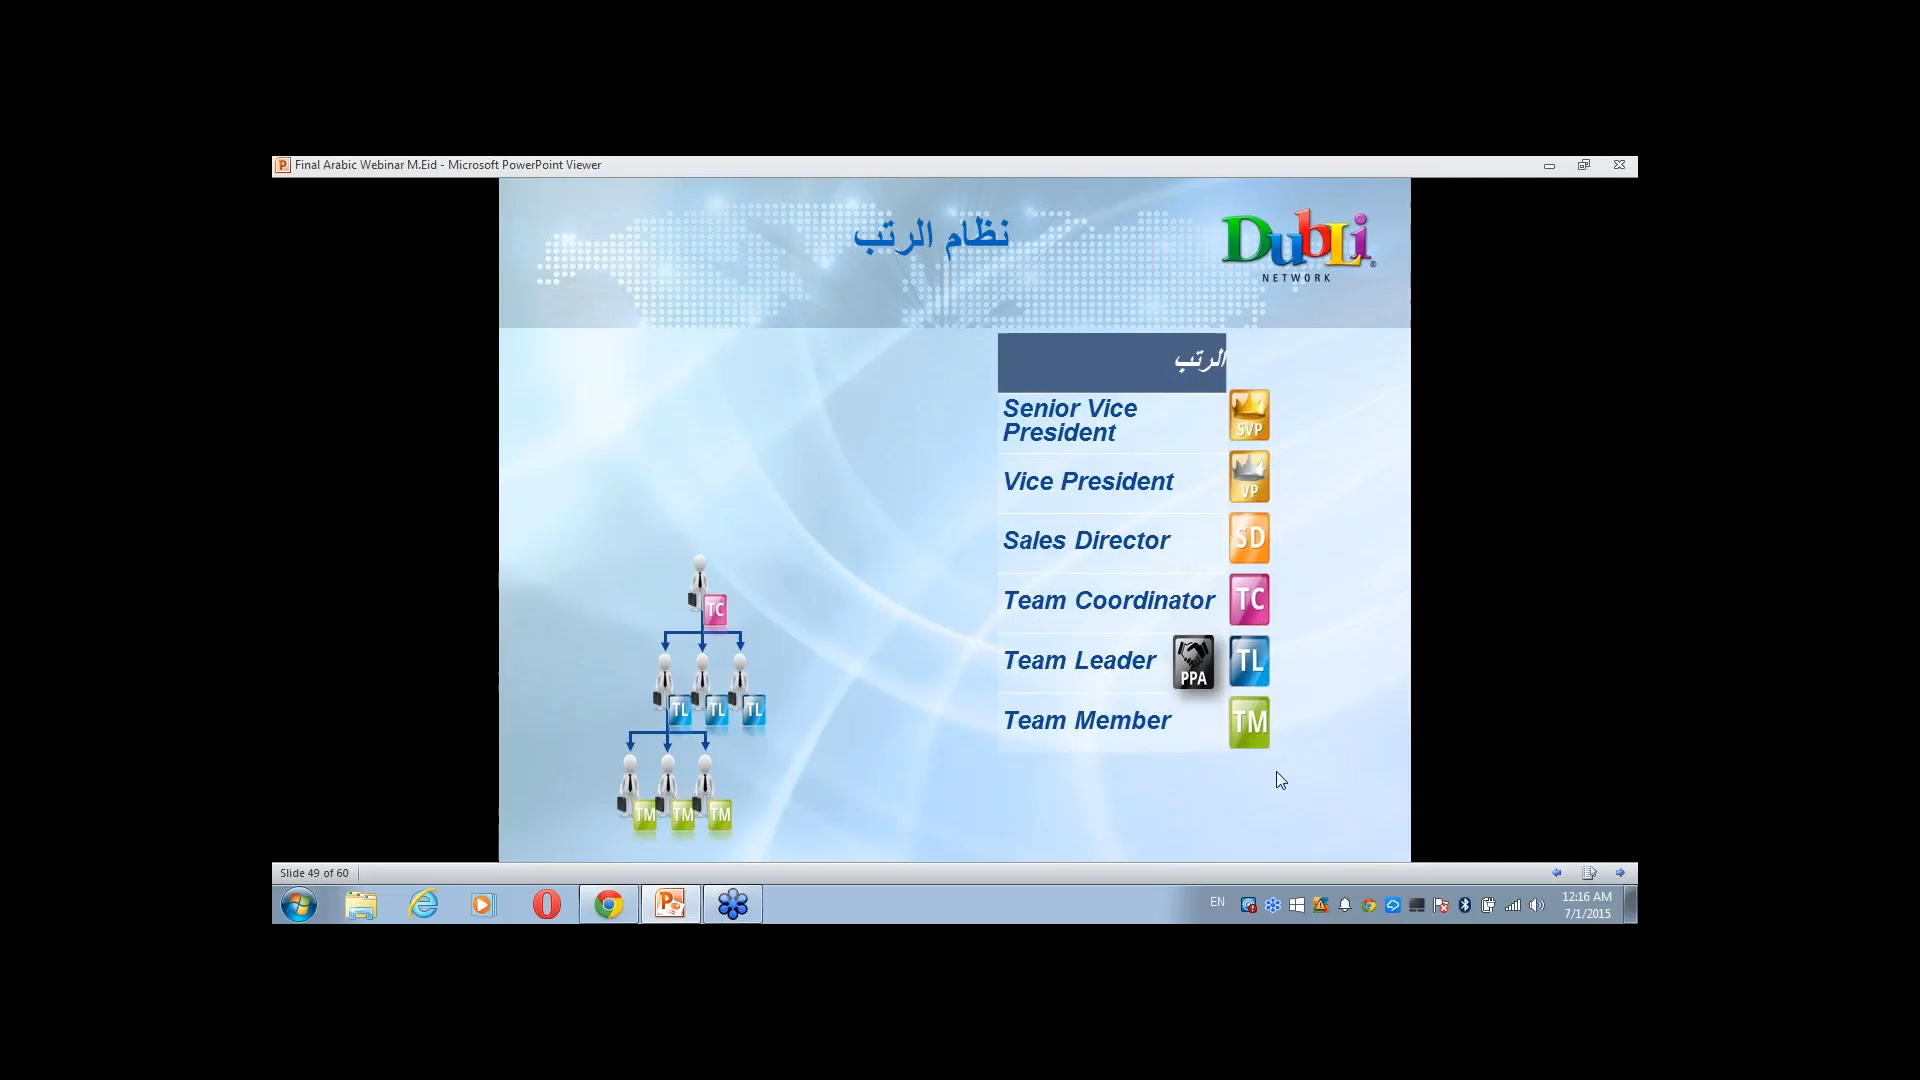 Final Arabic Webinar M.Eid - Microsoft PowerPoint Viewer
نظام الرتب
DubLi®
NETWORK
الرتب
Senior Vice
President
SVP
Vice President
VP
Sales Director
SD
Team Coordinator
TC
Team Leader
PPA
TL
Team Member
TM
TC
TL TL TL
TM TM TM
Slide 49 of 60
EN
12:16 AM
7/1/2015